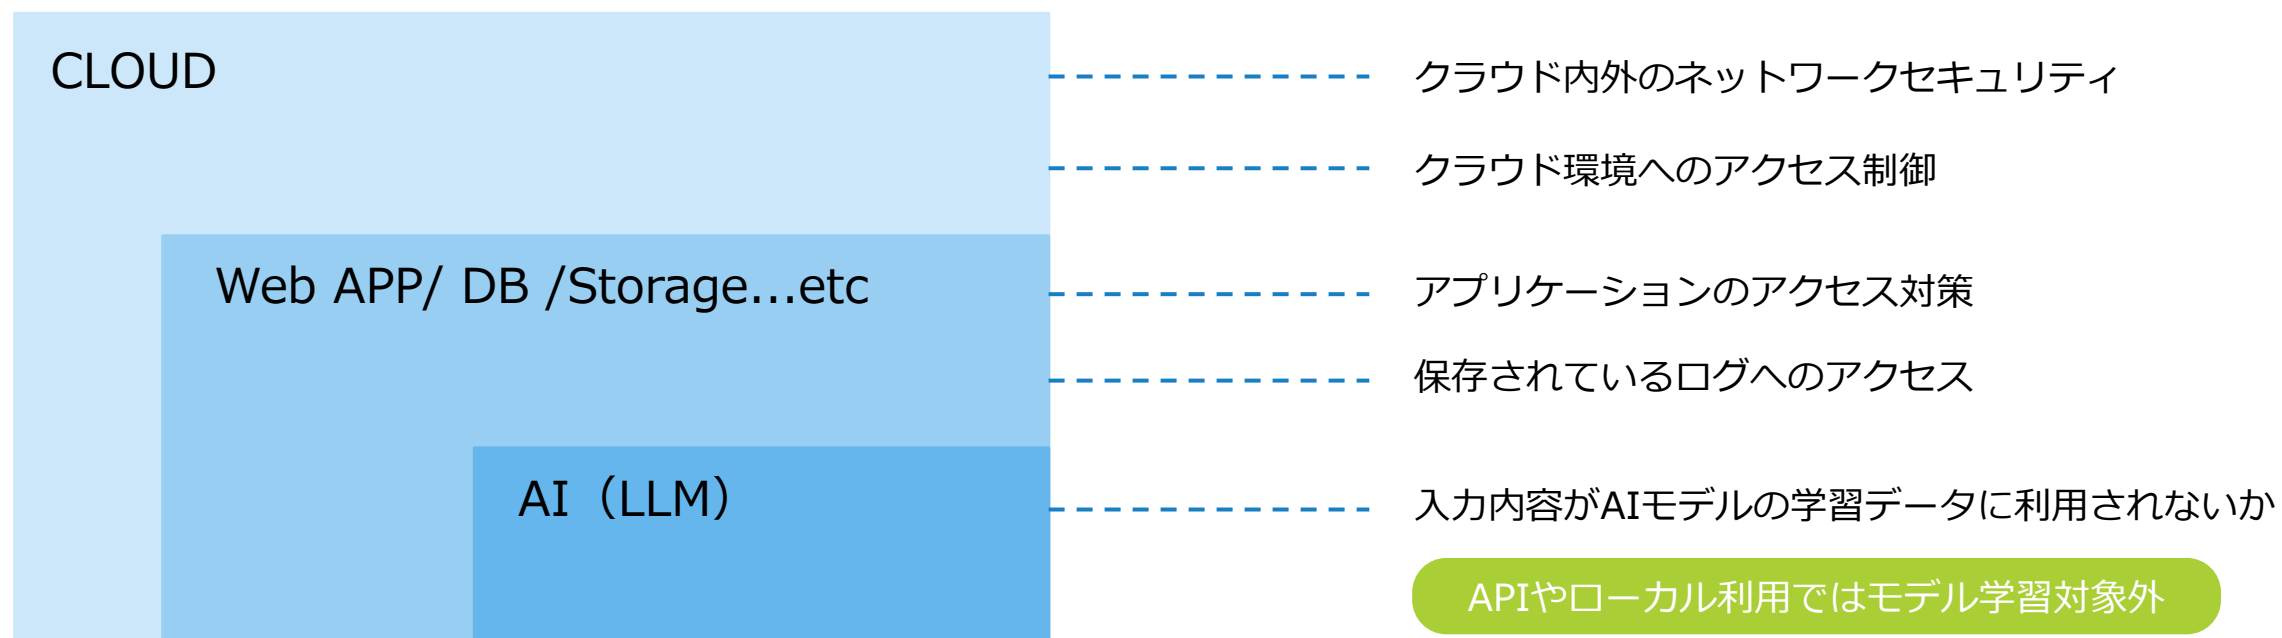 CLOUD
クラウド内外のネットワークセキュリティ
クラウド環境へのアクセス制御
Web APP/ DB /Storage…etc
アプリケーションのアクセス対策
保存されているログへのアクセス
AI（LLM）
入力内容がAIモデルの学習データに利用されないか
APIやローカル利用ではモデル学習対象外